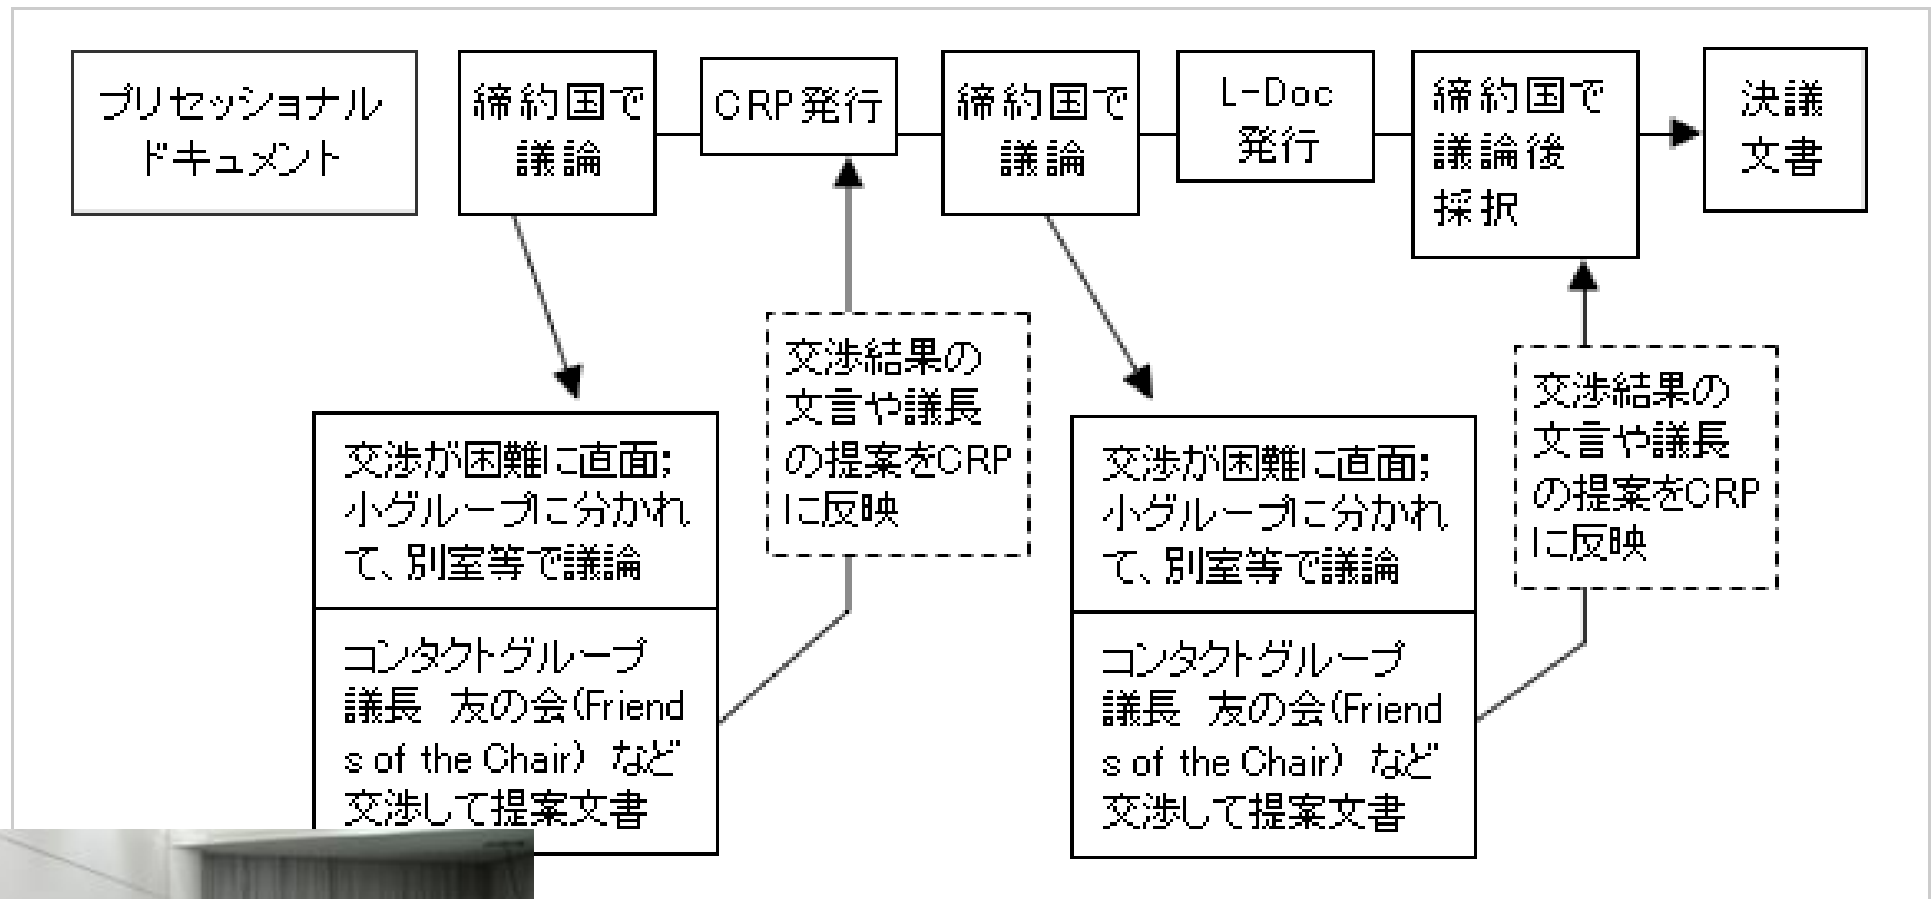 プリセッショナル
ドキュメント
締約国で
議論
CRP発行
締約国で
議論
L-Doc
発行
締約国で
議論後
採択
決議
文書
交渉結果の
文言や議長
の提案をCRP
に反映
交渉結果の
文言や議長
の提案をCRP
に反映
交渉が困難に直面;
小グループに分かれ
て、別室等で議論
コンタクトグループ
議長 友の会(Friend
s of the Chair) など
交渉して提案文書
交渉が困難に直面;
小グループに分かれ
て、別室等で議論
コンタクトグループ
議長 友の会(Friend
s of the Chair) など
交渉して提案文書